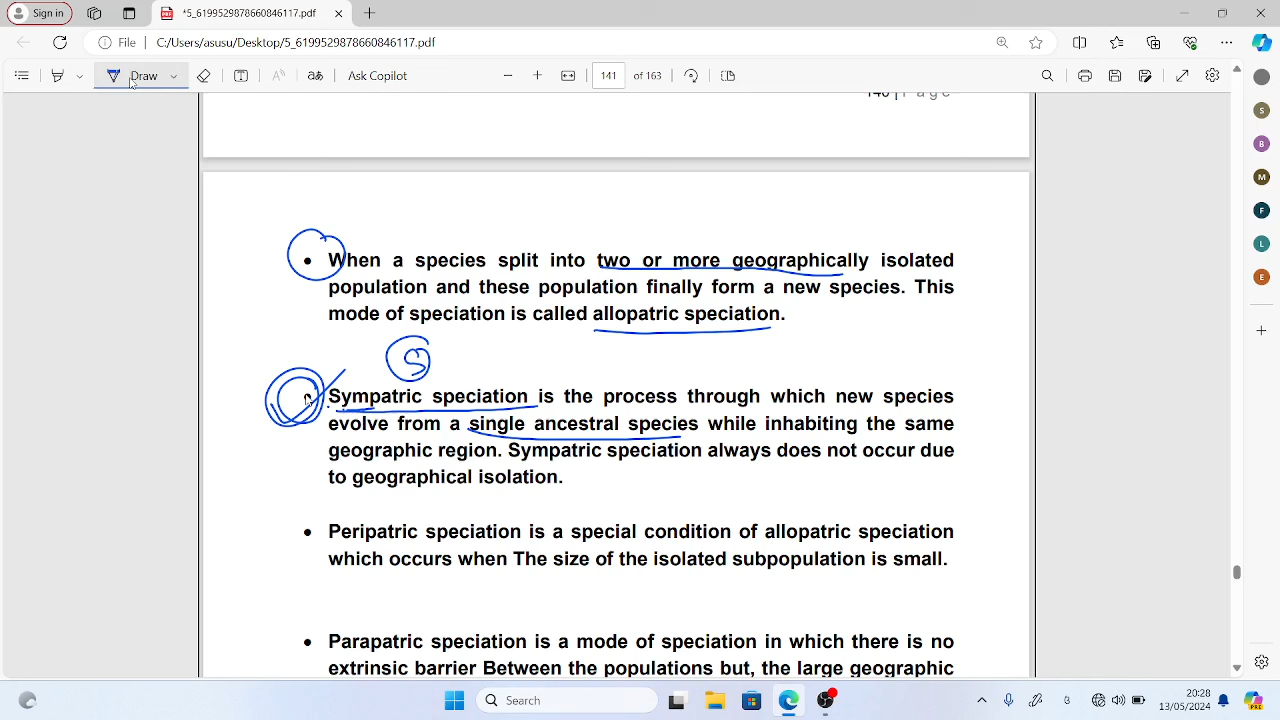 Sign in
*5_6199529878660846117.pdf
File C:/Users/asusu/Desktop/5_6199529878660846117.pdf
Draw Ask Copilot 141 of 163
140 | P a g e
When a species split into two or more geographically isolated
population and these population finally form a new species. This
mode of speciation is called allopatric speciation.
S
Sympatric speciation is the process through which new species
evolve from a single ancestral species while inhabiting the same
geographic region. Sympatric speciation always does not occur due
to geographical isolation.
Peripatric speciation is a special condition of allopatric speciation
which occurs when The size of the isolated subpopulation is small.
Parapatric speciation is a mode of speciation in which there is no
extrinsic barrier Between the populations but, the large geographic
S
B
M
F
L
E
Search
20:28
13/05/2024